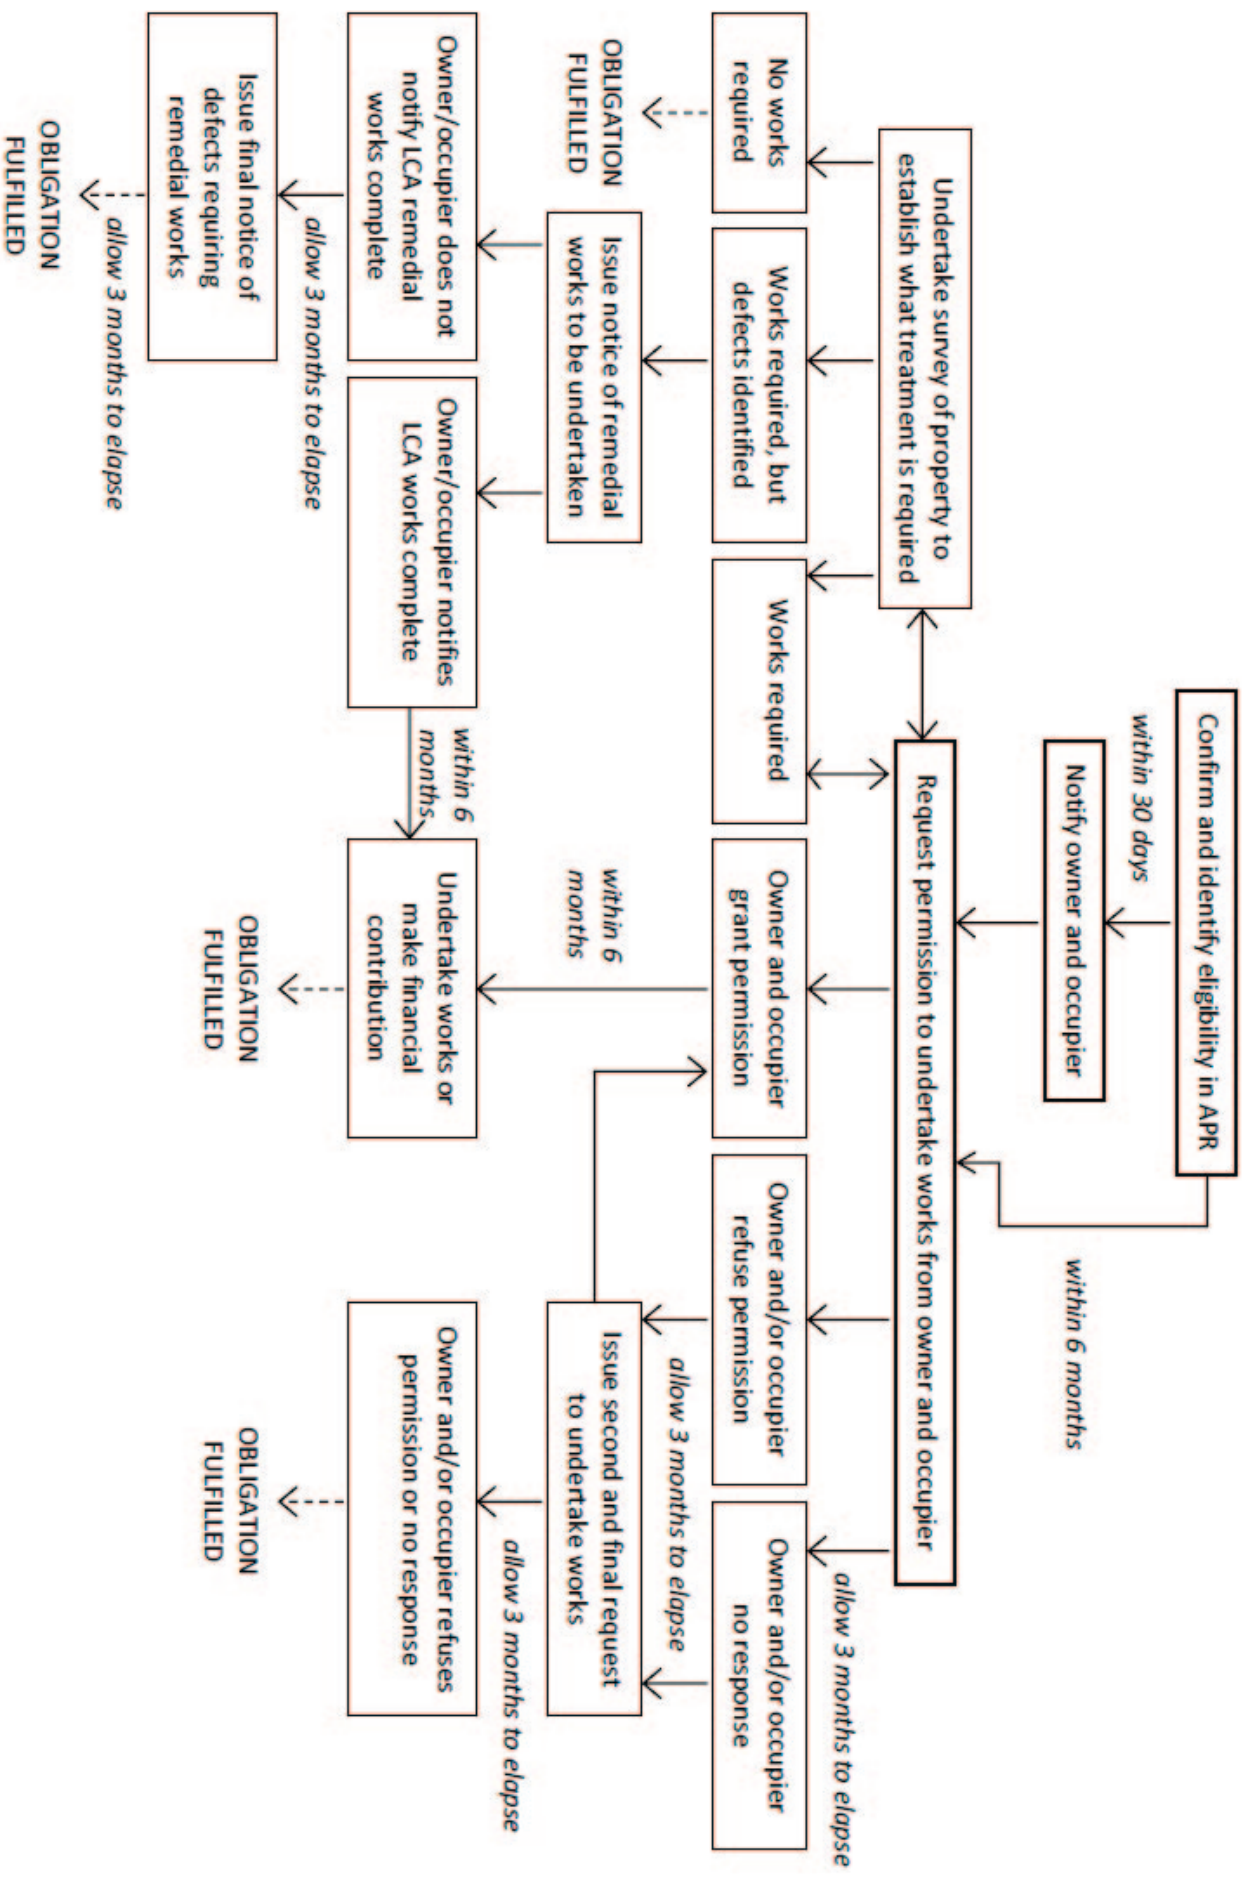 Confirm and identify eligibility in APR
within 30 days
within 6 months
Notify owner and occupier
Request permission to undertake works from owner and occupier
Undertake survey of property to
establish what treatment is required
allow 3 months to elapse
No works
required
Works required, but
defects identified
Works required
Owner and occupier
grant permission
Owner and/or occupier
refuse permission
Owner and/or occupier
no response
OBLIGATION
FULFILLED
Issue notice of remedial
works to be undertaken
within 6
months
allow 3 months to elapse
Issue second and final request
to undertake works
allow 3 months to elapse
Owner/occupier does not
notify LCA remedial
works complete
Owner/occupier notifies
LCA works complete
within 6
months
Undertake works or
make financial
contribution
Owner and/or occupier refuses
permission or no response
allow 3 months to elapse
Issue final notice of
defects requiring
remedial works
OBLIGATION
FULFILLED
OBLIGATION
FULFILLED
allow 3 months to elapse
OBLIGATION
FULFILLED